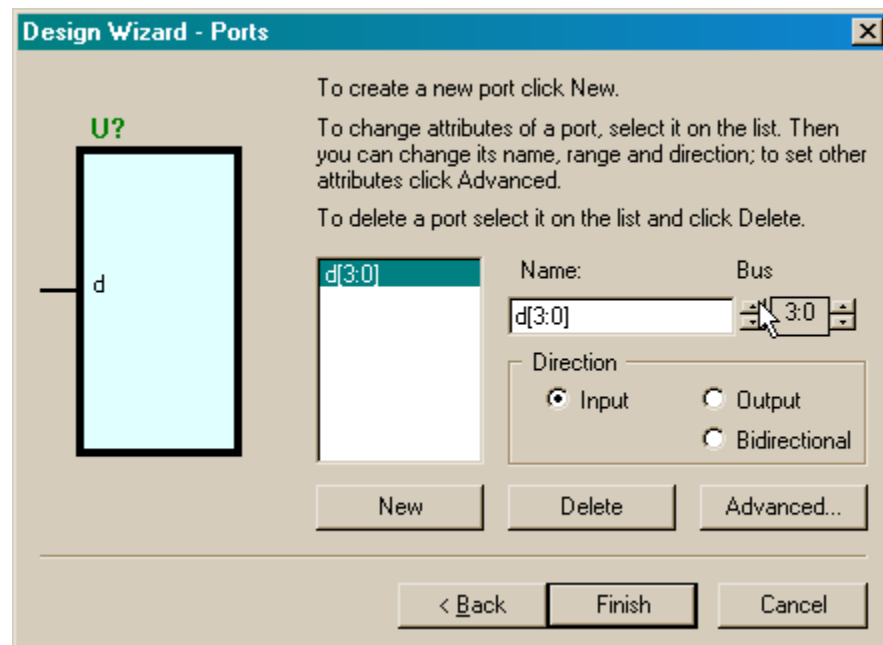 Design Wizard - Ports
To create a new port click New.
U?
To change attributes of a port, select it on the list. Then
you can change its name, range and direction; to set other
attributes click Advanced.
To delete a port select it on the list and click Delete.
d
d[3:0]
Name:
Bus
d[3:0]
3:0
Direction
Input
Output
Bidirectional
New
Delete
Advanced...
< Back
Finish
Cancel